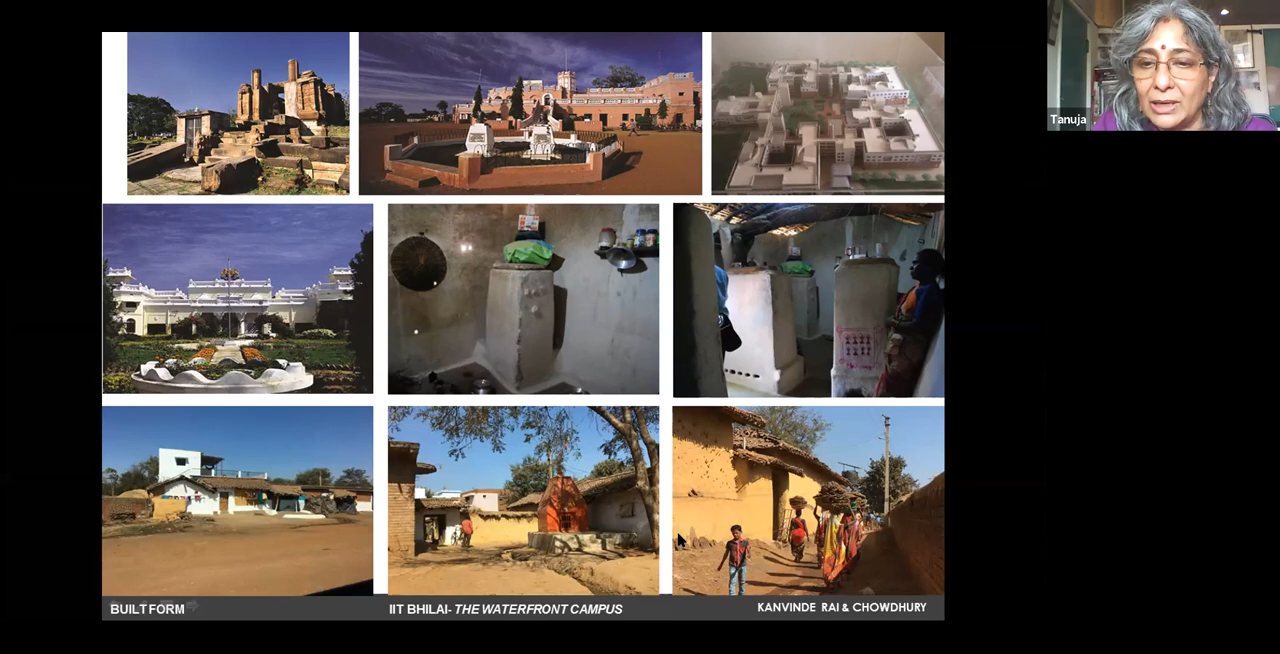 Tanuja
BUILT FORM
IIT BHILAI- THE WATERFRONT CAMPUS
KANVINDE RAI & CHOWDHURY